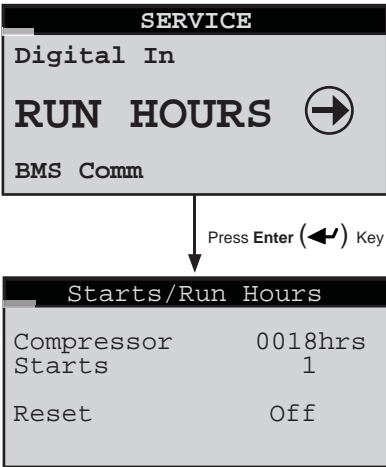 SERVICE
Digital In
RUN HOURS
BMS Comm
Press Enter (↵) Key
Starts/Run Hours
Compressor 0018hrs
Starts 1
Reset Off